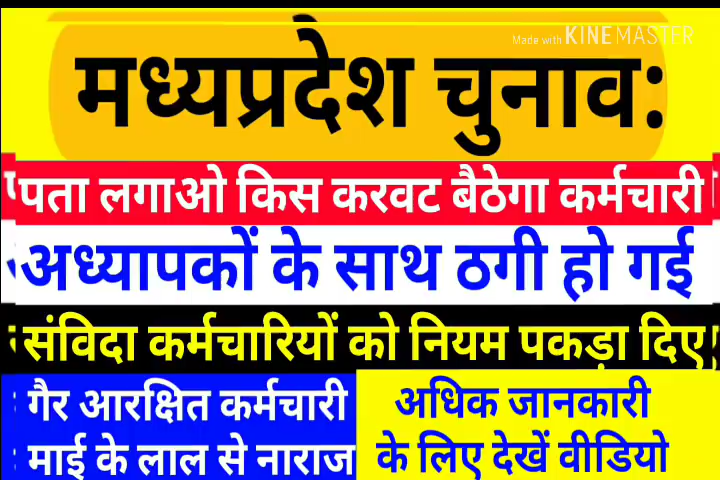 Made with KINEMASTER
मध्यप्रदेश चुनाव:
पता लगाओ किस करवट बैठेगा कर्मचारी
अध्यापकों के साथ ठगी हो गई
संविदा कर्मचारियों को नियम पकड़ा दिए
गैर आरक्षित कर्मचारी
माई के लाल से नाराज
अधिक जानकारी
के लिए देखें वीडियो